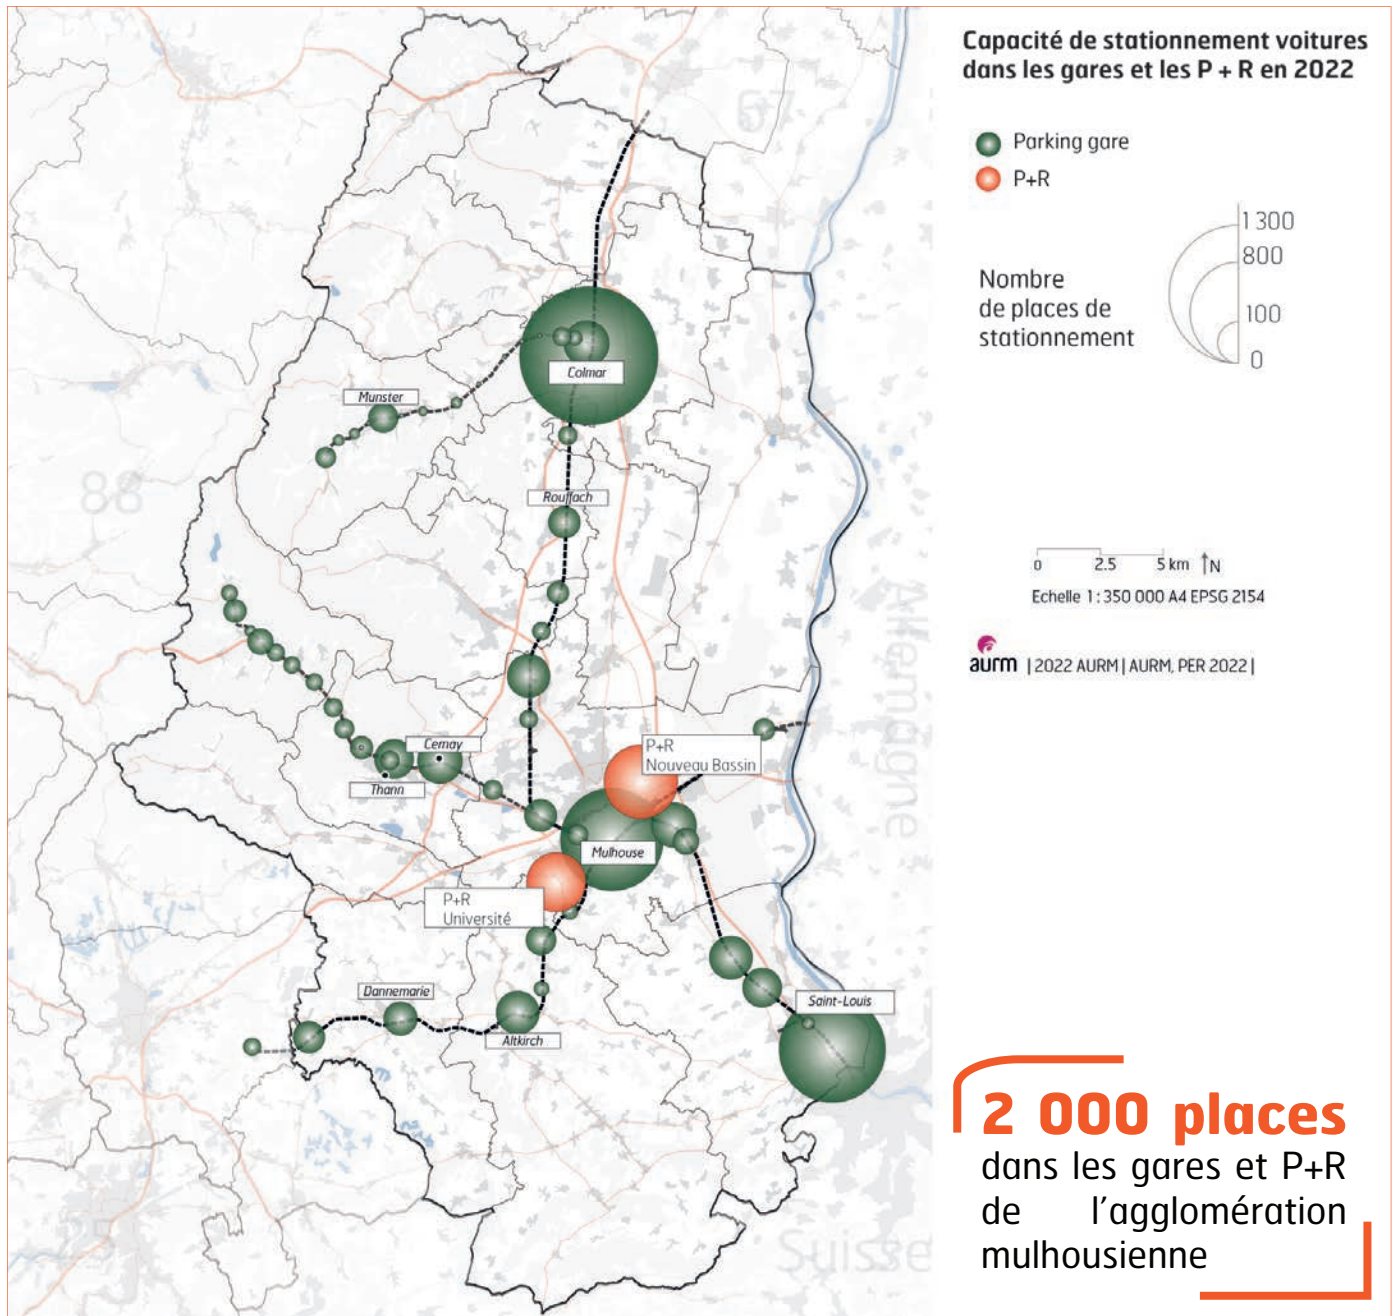 Capacité de stationnement voitures
dans les gares et les P + R en 2022
Parking gare
P+R
Nombre
de places de
stationnement
1 300
800
100
0
0 2.5 5 km N
Echelle 1 : 350 000 A4 EPSG 2154
aurm | 2022 AURM | AURM, PER 2022 |
67
Colmar
Munster
88
Rouffach
Allemagne
Cernay
Thann
P+R
Nouveau Bassin
Mulhouse
P+R
Université
Dannemarie
Altkirch
Saint-Louis
25
Suisse
2 000 places
dans les gares et P+R
de l'agglomération
mulhousienne